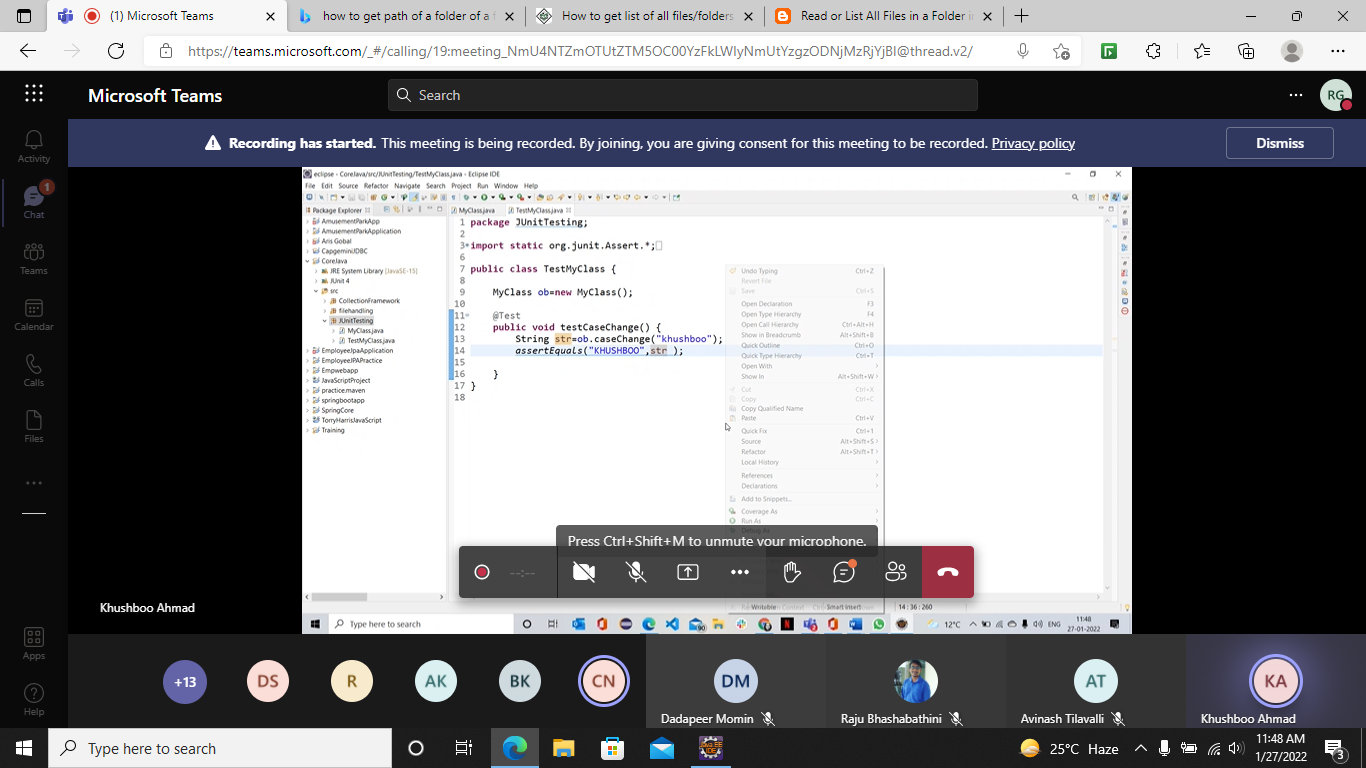 (1) Microsoft Teams
how to get path of a folder of a f
How to get list of all files/folders
Read or List All Files in a Folder in
https://teams.microsoft.com/_#/calling/19:meeting_NmU4NTZmOTUtZTM5OC00YzFkLWIyNmUtYzgzODNjMzRjYjBl@thread.v2/
Microsoft Teams
Search
RG
Recording has started. This meeting is being recorded. By joining, you are giving consent for this meeting to be recorded. Privacy policy
Dismiss
Activity
1
Chat
Teams
Calendar
Calls
Files
Apps
Help
eclipse - CoreJava/src/JUnitTesting/TestMyClass.java - Eclipse IDE
File Edit Source Refactor Navigate Search Project Run Window Help
Package Explorer
AmusementParkApp
AmusementParkApplication
Aris Gobal
CapgeminiJDBC
CoreJava
JRE System Library [JavaSE-15]
JUnit 4
src
CollectionFramework
filehandling
JUnitTesting
MyClass.java
TestMyClass.java
EmployeeJpaApplication
EmployeeJPAPractice
Empwebapp
JavaScriptProject
practice.maven
springbootapp
SpringCore
TorryHarrisJavaScript
Training
MyClass.java
TestMyClass.java
1 package JUnitTesting;
2
3 import static org.junit.Assert.*;
6
7 public class TestMyClass {
8
9 MyClass ob=new MyClass();
10
11 @Test
12 public void testCaseChange() {
13 String str=ob.caseChange("khushboo");
14 assertEquals("KHUSHBOO",str );
15
16 }
17 }
18
Undo Typing Ctrl+Z
Revert File
Save Ctrl+S
Open Declaration F3
Open Type Hierarchy F4
Open Call Hierarchy Ctrl+Alt+H
Show in Breadcrumb Alt+Shift+B
Quick Outline Ctrl+O
Quick Type Hierarchy Ctrl+T
Open With
Show In Alt+Shift+W
Cut Ctrl+X
Copy Ctrl+C
Copy Qualified Name
Paste Ctrl+V
Quick Fix Ctrl+1
Source Alt+Shift+S
Refactor Alt+Shift+T
Local History
References
Declarations
Add to Snippets...
Coverage As
Run As
Press Ctrl+Shift+M to unmute your microphone.
--:--
Writable
Smart Insert
14 : 36 : 260
Khushboo Ahmad
Type here to search
12°C
ENG
11:48
27-01-2022
+13
DS
R
AK
BK
CN
DM
Dadapeer Momin
Raju Bhashabathini
AT
Avinash Tilavalli
KA
Khushboo Ahmad
Type here to search
25°C Haze
11:48 AM
1/27/2022
3